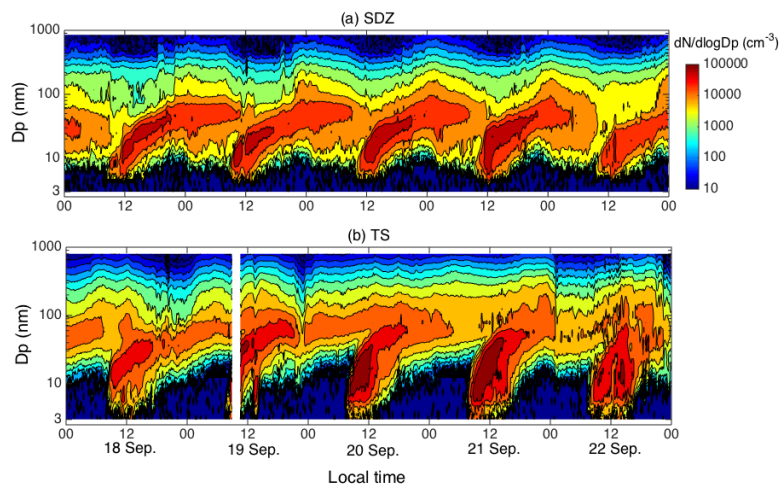 (a) SDZ
dN/dlogDp (cm⁻³)
1000
100
10
3
Dp (nm)
00 12 00 12 00 12 00 12 00 12 00
100000
10000
1000
100
10
(b) TS
1000
100
10
3
Dp (nm)
00 12 00 12 00 12 00 12 00 12 00
18 Sep. 19 Sep. 20 Sep. 21 Sep. 22 Sep.
Local time